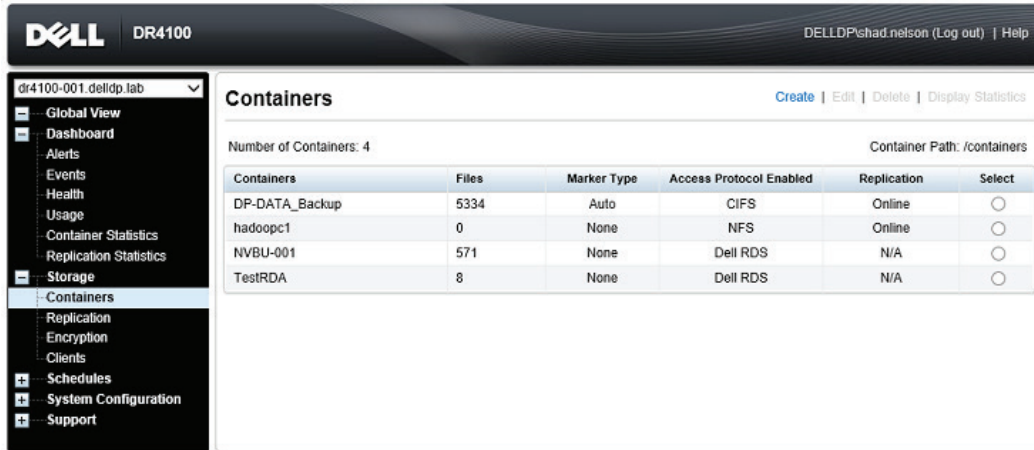 DELL DR4100
DELLDP\shad.nelson (Log out) | Help
dr4100-001.delldp.lab
Global View
Dashboard
Alerts
Events
Health
Usage
Container Statistics
Replication Statistics
Storage
Containers
Replication
Encryption
Clients
Schedules
System Configuration
Support
Containers
Create | Edit | Delete | Display Statistics
Number of Containers: 4
Container Path: /containers
Containers Files Marker Type Access Protocol Enabled Replication Select
DP-DATA_Backup 5334 Auto CIFS Online
hadoopc1 0 None NFS Online
NVBU-001 571 None Dell RDS N/A
TestRDA 8 None Dell RDS N/A